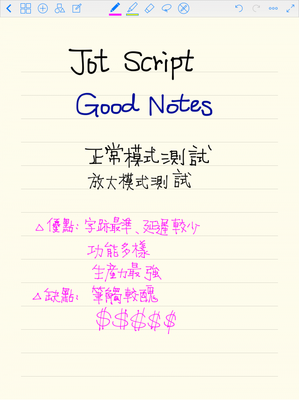 Jot Script
Good Notes
正常模式測試
放大模式測試
△優點：字跡最準、延遲較少
功能多樣
生產力最強
△缺點：筆觸較醜
$$$$$